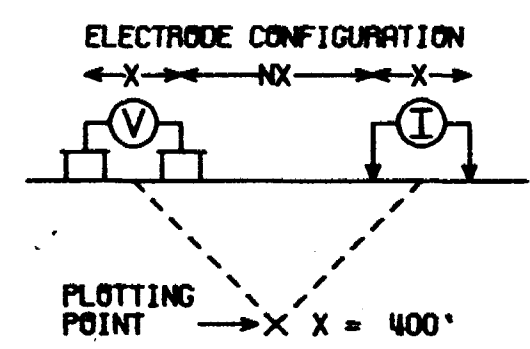 ELECTRODE CONFIGURATION
X NX X
V I
PLOTTING
POINT X X = 400'